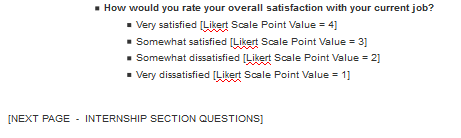 How would you rate your overall satisfaction with your current job?
Very satisfied [Likert Scale Point Value = 4]
Somewhat satisfied [Likert Scale Point Value = 3]
Somewhat dissatisfied [Likert Scale Point Value = 2]
Very dissatisfied [Likert Scale Point Value = 1]
[NEXT PAGE - INTERNSHIP SECTION QUESTIONS]